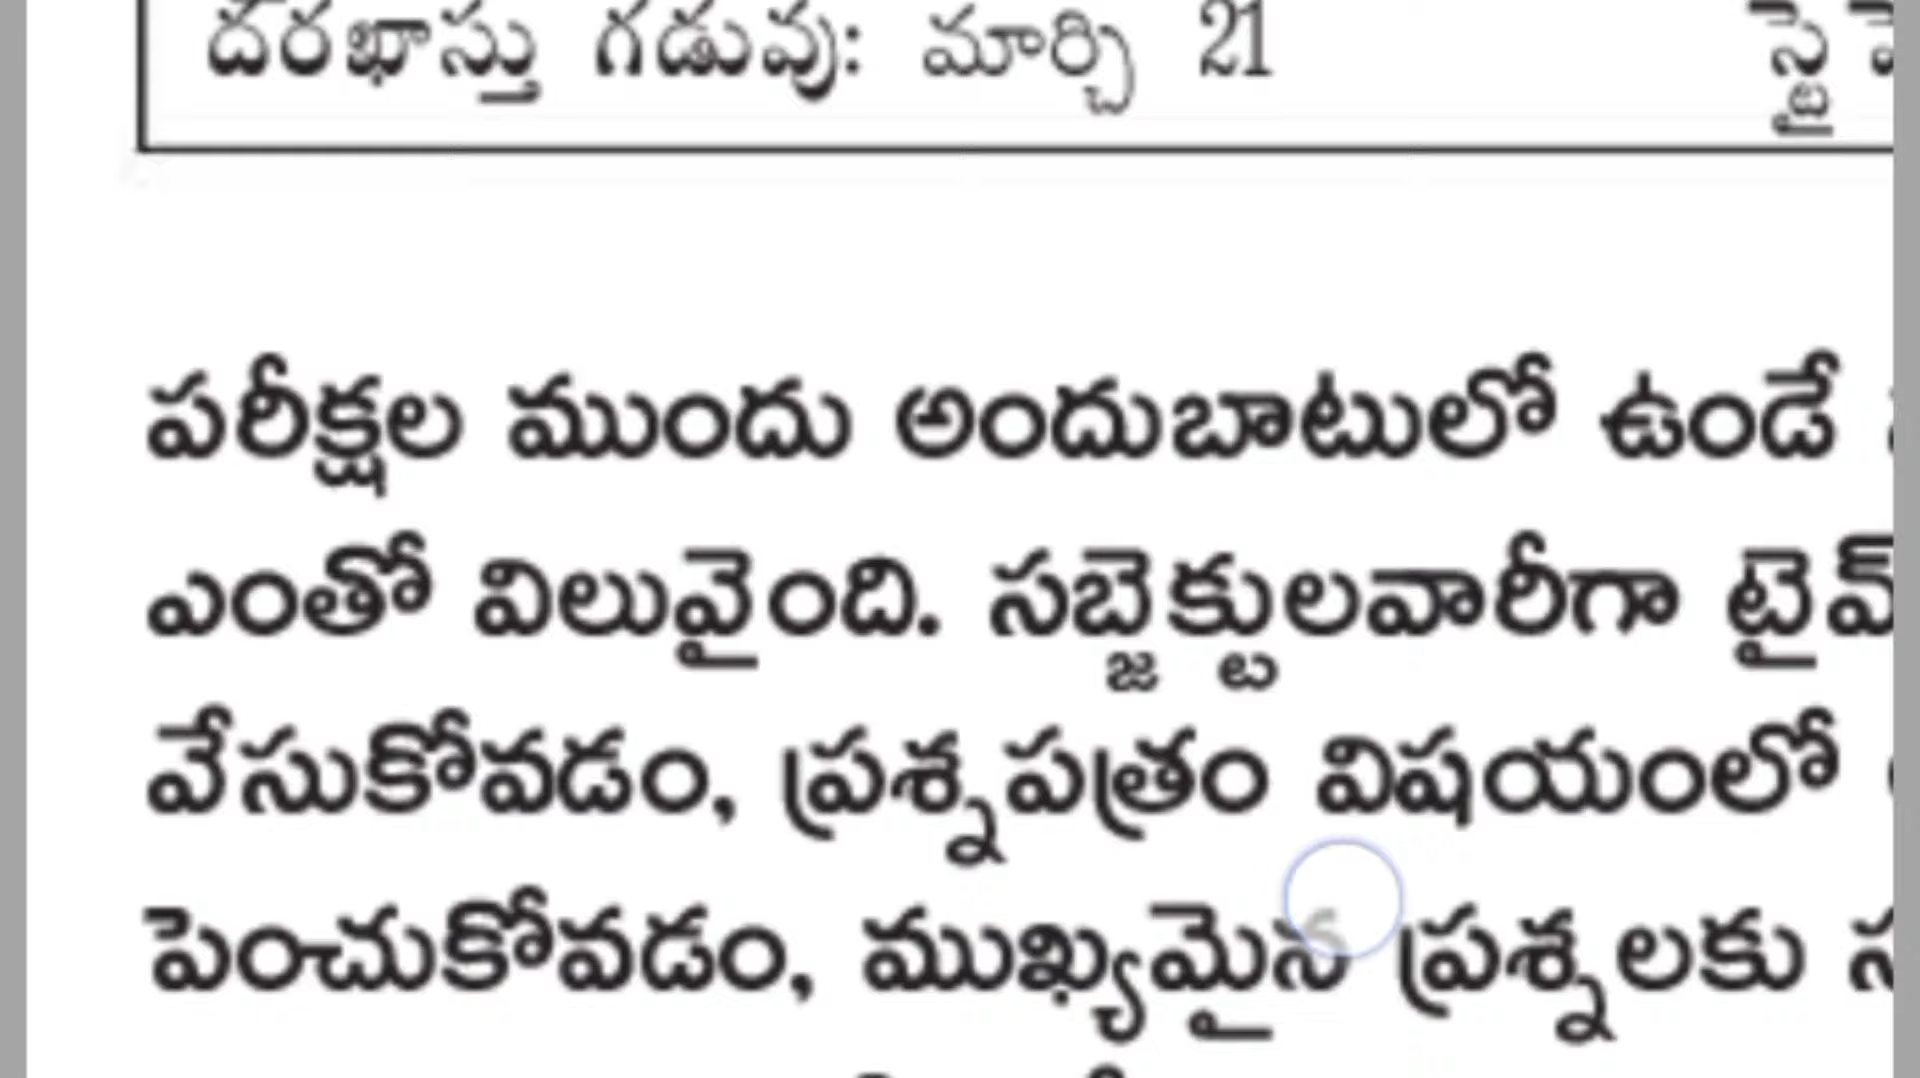 దరఖాస్తు గడువు: మార్చి 21
పరీక్షల ముందు అందుబాటులో ఉండే
ఎంతో విలువైంది. సబ్జెక్టులవారీగా టైమ్
వేసుకోవడం, ప్రశ్నపత్రం విషయంలో
పెంచుకోవడం, ముఖ్యమైన ప్రశ్నలకు